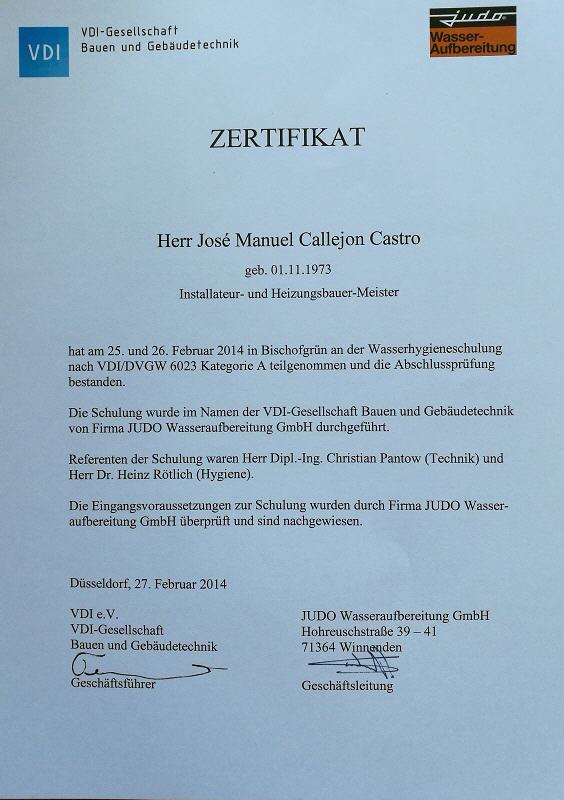 VDI
VDI-Gesellschaft
Bauen und Gebäudetechnik
judo
Wasser-
Aufbereitung
ZERTIFIKAT
Herr José Manuel Callejon Castro
geb. 01.11.1973
Installateur- und Heizungsbauer-Meister
hat am 25. und 26. Februar 2014 in Bischofgrün an der Wasserhygieneschulung
nach VDI/DVGW 6023 Kategorie A teilgenommen und die Abschlussprüfung
bestanden.
Die Schulung wurde im Namen der VDI-Gesellschaft Bauen und Gebäudetechnik
von Firma JUDO Wasseraufbereitung GmbH durchgeführt.
Referenten der Schulung waren Herr Dipl.-Ing. Christian Pantow (Technik) und
Herr Dr. Heinz Rötlich (Hygiene).
Die Eingangsvoraussetzungen zur Schulung wurden durch Firma JUDO Wasser-
aufbereitung GmbH überprüft und sind nachgewiesen.
Düsseldorf, 27. Februar 2014
VDI e.V.
VDI-Gesellschaft
Bauen und Gebäudetechnik
Geschäftsführer
JUDO Wasseraufbereitung GmbH
Hohreuschstraße 39 – 41
71364 Winnenden
Geschäftsleitung